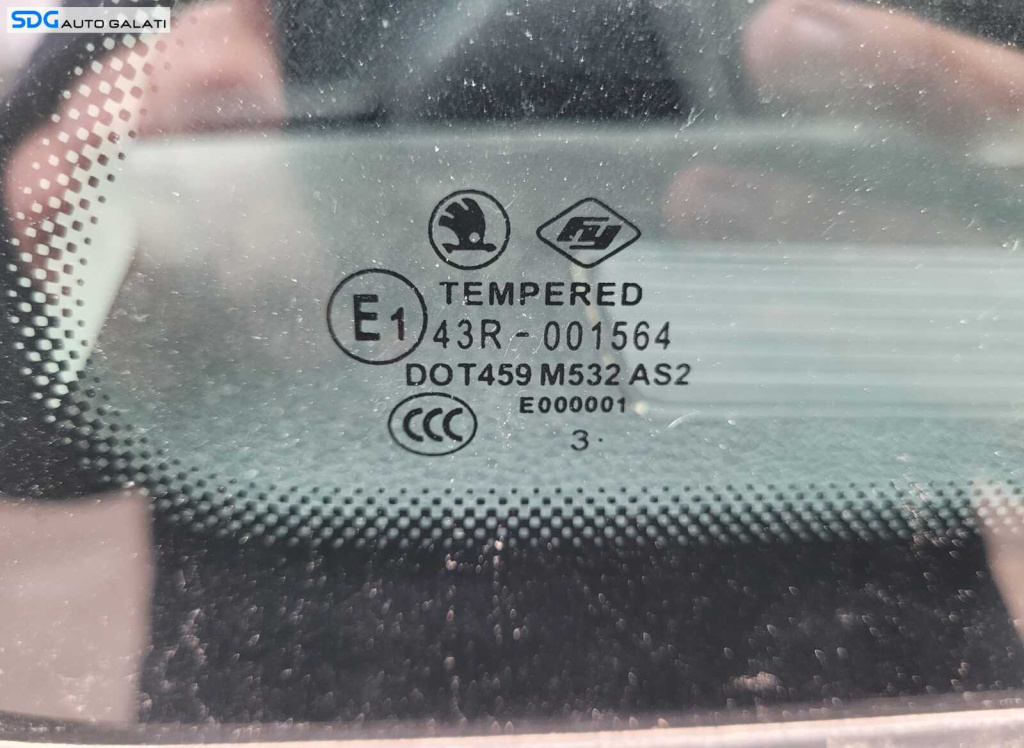 SDG AUTO GALATI
fy
TEMPERED
E1
43R-001564
DOT459 M532 AS2
CCC
E000001
3.